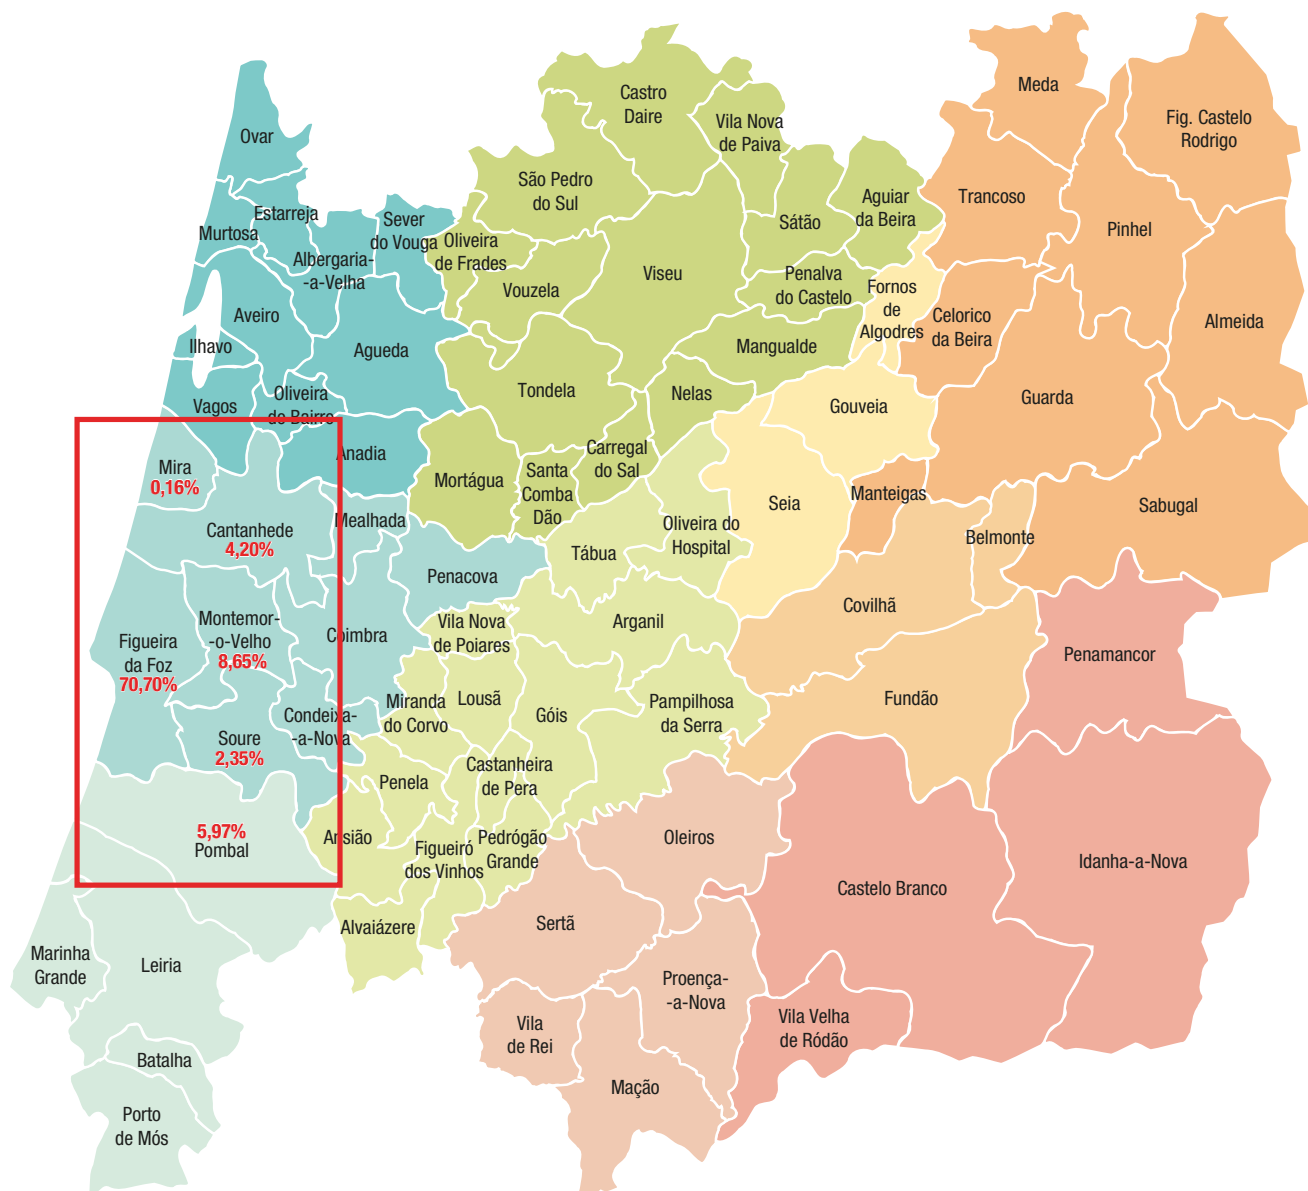 Meda
Castro
Daire
Fig. Castelo
Rodrigo
Vila Nova
de Paiva
Ovar
São Pedro
do Sul
Aguiar
da Beira
Trancoso
Estarreja
Sever
do Vouga
Sátão
Pinhel
Murtosa
Oliveira
de Frades
Albergaria-
-a-Velha
Viseu
Penalva
do Castelo
Vouzela
Fornos
de
Algodres
Aveiro
Celorico
da Beira
Almeida
Ilhavo
Agueda
Mangualde
Tondela
Nelas
Oliveira
do Bairro
Vagos
Gouveia
Guarda
Anadia
Carregal
do Sal
Mira
0,16%
Mortágua
Santa
Comba
Dão
Manteigas
Seia
Sabugal
Mealhada
Oliveira do
Hospital
Cantanhede
4,20%
Belmonte
Tábua
Penacova
Covilhã
Montemor-
-o-Velho
8,65%
Vila Nova
de Poiares
Arganil
Coimbra
Figueira
da Foz
70,70%
Penamancor
Miranda
do Corvo
Lousã
Góis
Pampilhosa
da Serra
Fundão
Condeixa-
-a-Nova
Soure
2,35%
Castanheira
de Pera
Penela
5,97%
Pombal
Ansião
Figueiró
dos Vinhos
Pedrógão
Grande
Oleiros
Idanha-a-Nova
Castelo Branco
Alvaiázere
Sertã
Marinha
Grande
Leiria
Proença-
-a-Nova
Vila
de Rei
Vila Velha
de Ródão
Batalha
Mação
Porto
de Mós